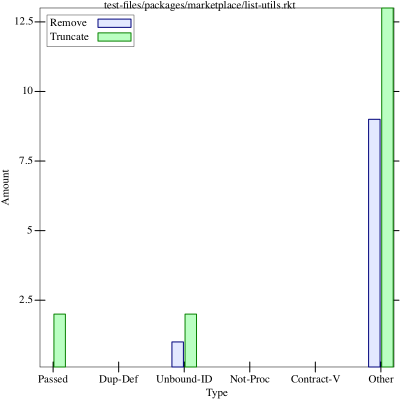 test-files/packages/marketplace/list-utils.rkt
Remove
Truncate
12.5
10
7.5
5
2.5
Amount
Passed Dup-Def Unbound-ID Not-Proc Contract-V Other
Type